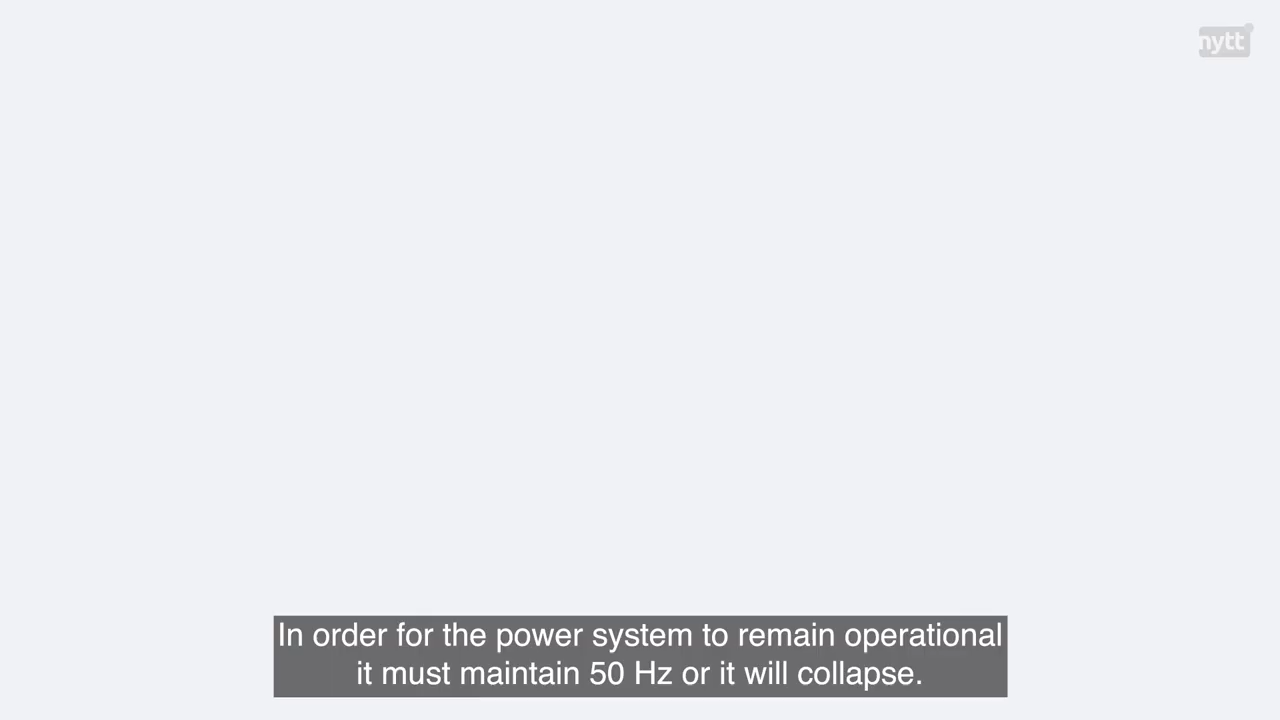 nytt
In order for the power system to remain operational
it must maintain 50 Hz or it will collapse.